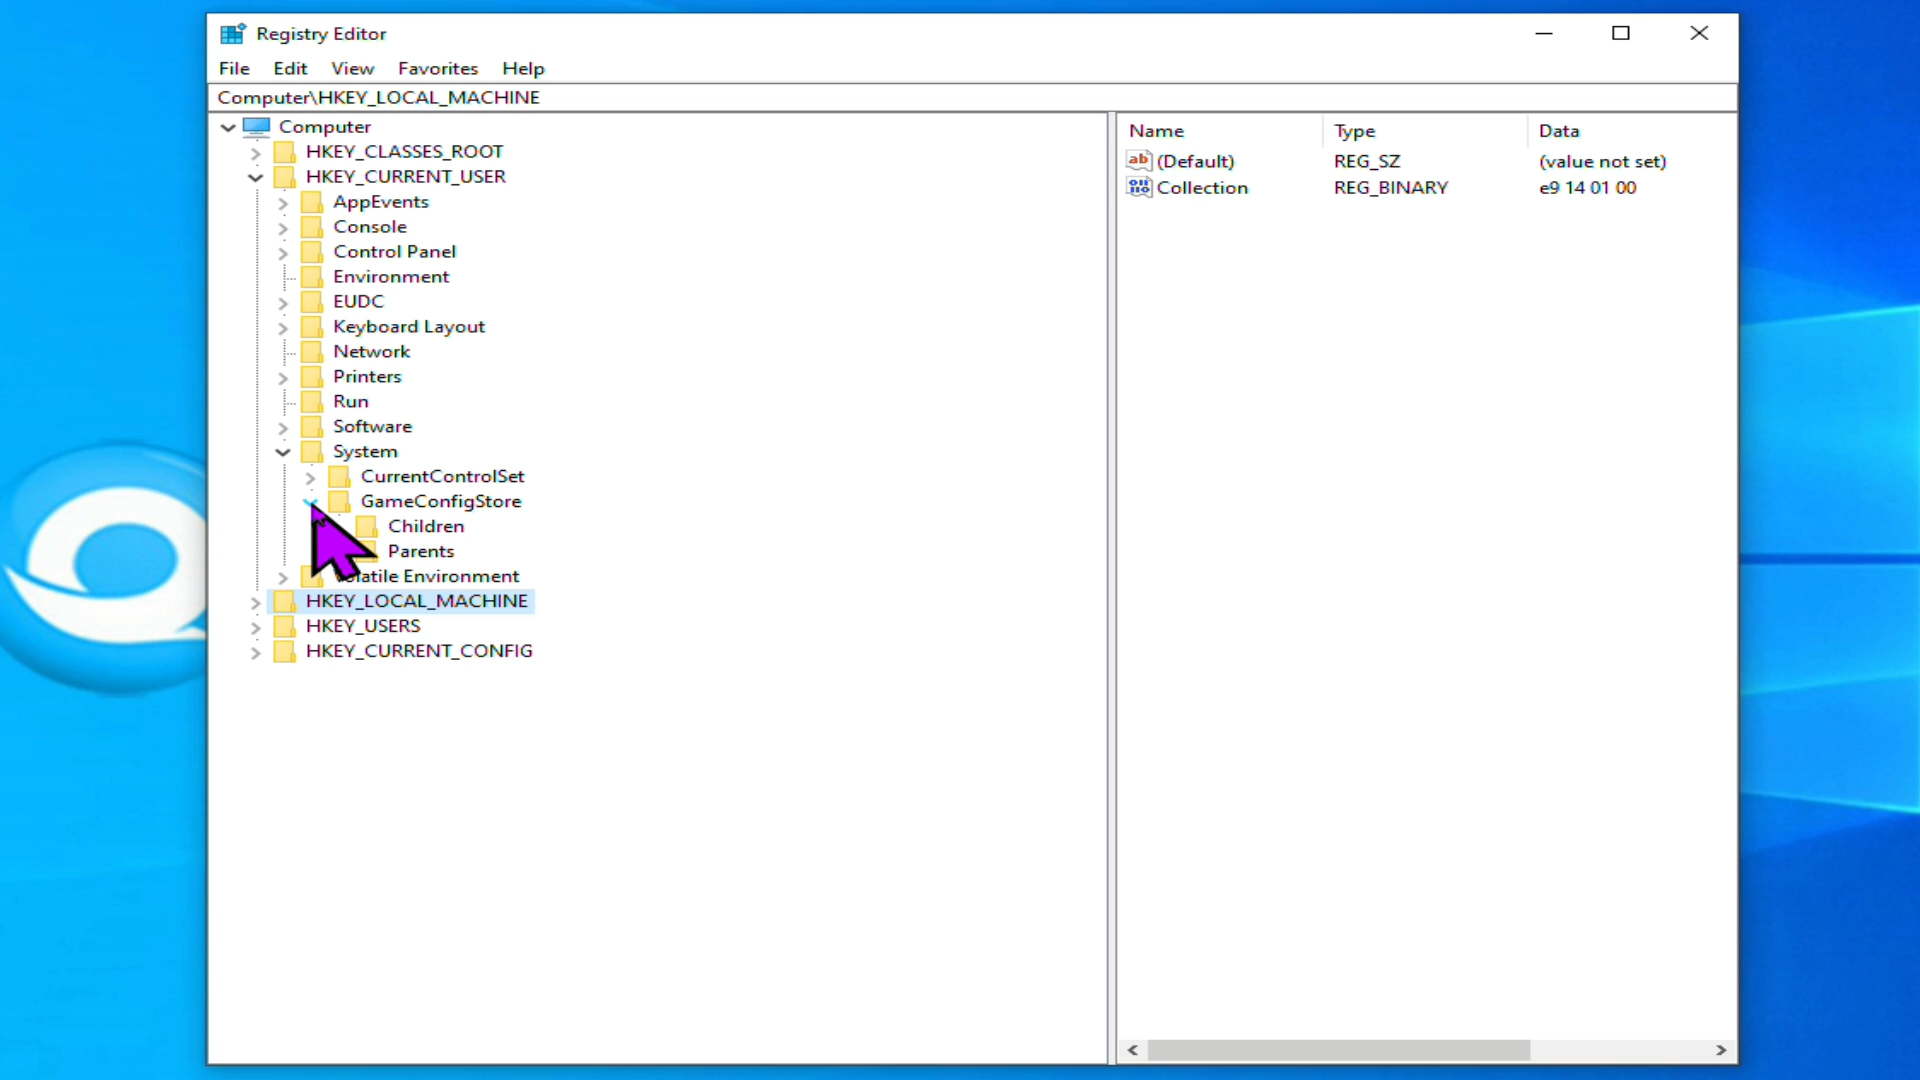 Registry Editor
File Edit View Favorites Help
Computer\HKEY_LOCAL_MACHINE
Computer
HKEY_CLASSES_ROOT
HKEY_CURRENT_USER
AppEvents
Console
Control Panel
Environment
EUDC
Keyboard Layout
Network
Printers
Run
Software
System
CurrentControlSet
GameConfigStore
Children
Parents
Environment
HKEY_LOCAL_MACHINE
HKEY_USERS
HKEY_CURRENT_CONFIG
Name Type Data
(Default) REG_SZ (value not set)
Collection REG_BINARY e9 14 01 00